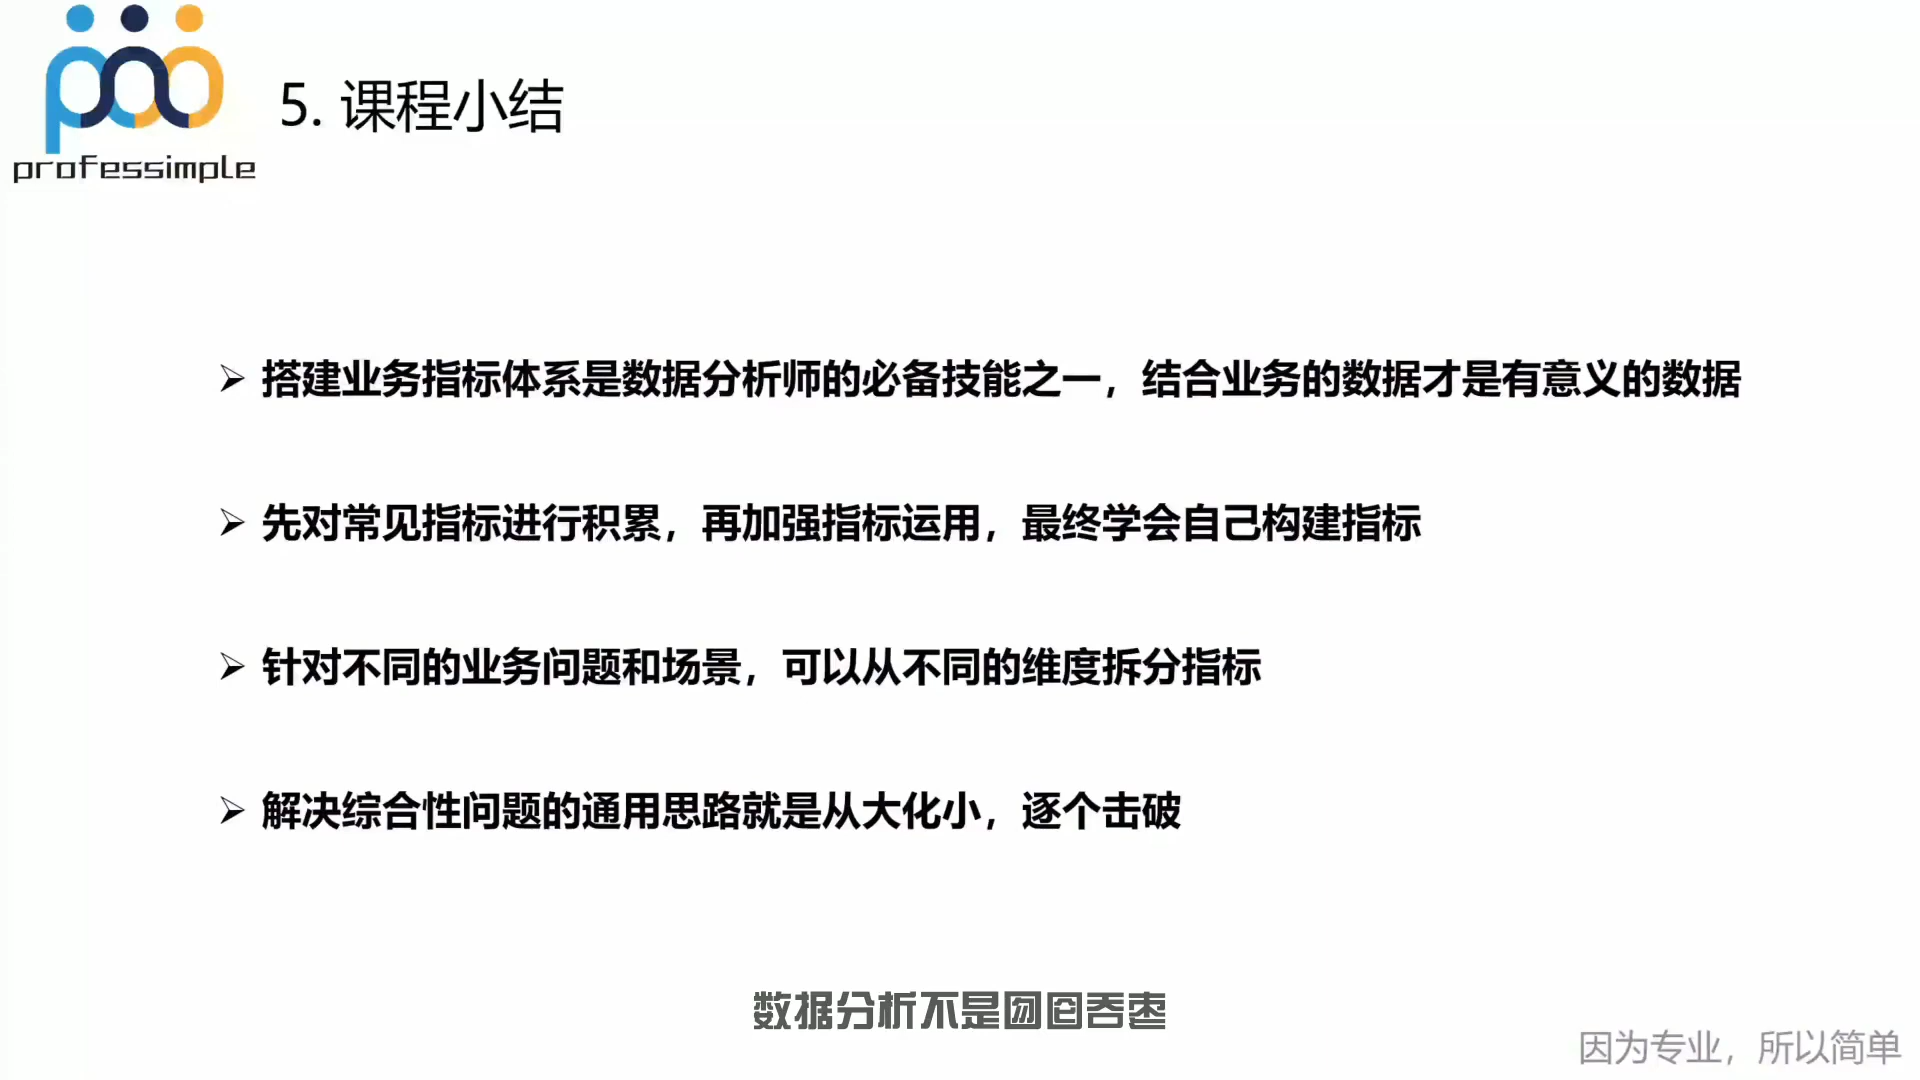 professimple
5. 课程小结
➢ 搭建业务指标体系是数据分析师的必备技能之一，结合业务的数据才是有意义的数据
➢ 先对常见指标进行积累，再加强指标运用，最终学会自己构建指标
➢ 针对不同的业务问题和场景，可以从不同的维度拆分指标
➢ 解决综合性问题的通用思路就是从大化小，逐个击破
数据分析不是囫囵吞枣
因为专业，所以简单